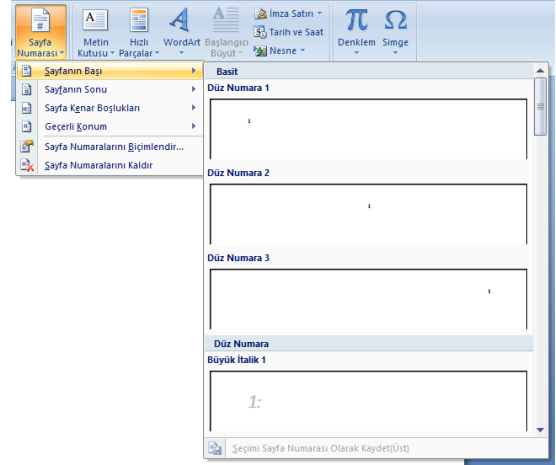 Sayfa Numarası
Metin Kutusu
Hızlı Parçalar
WordArt
Başlangıcı Büyüt
İmza Satırı
Tarih ve Saat
Nesne
Denklem
Simge
Sayfanın Başı
Sayfanın Sonu
Sayfa Kenar Boşlukları
Geçerli Konum
Sayfa Numaralarını Biçimlendir...
Sayfa Numaralarını Kaldır
Basit
Düz Numara 1
1
Düz Numara 2
1
Düz Numara 3
1
Düz Numara
Büyük İtalik 1
1:
Seçimi Sayfa Numarası Olarak Kaydet(Üst)